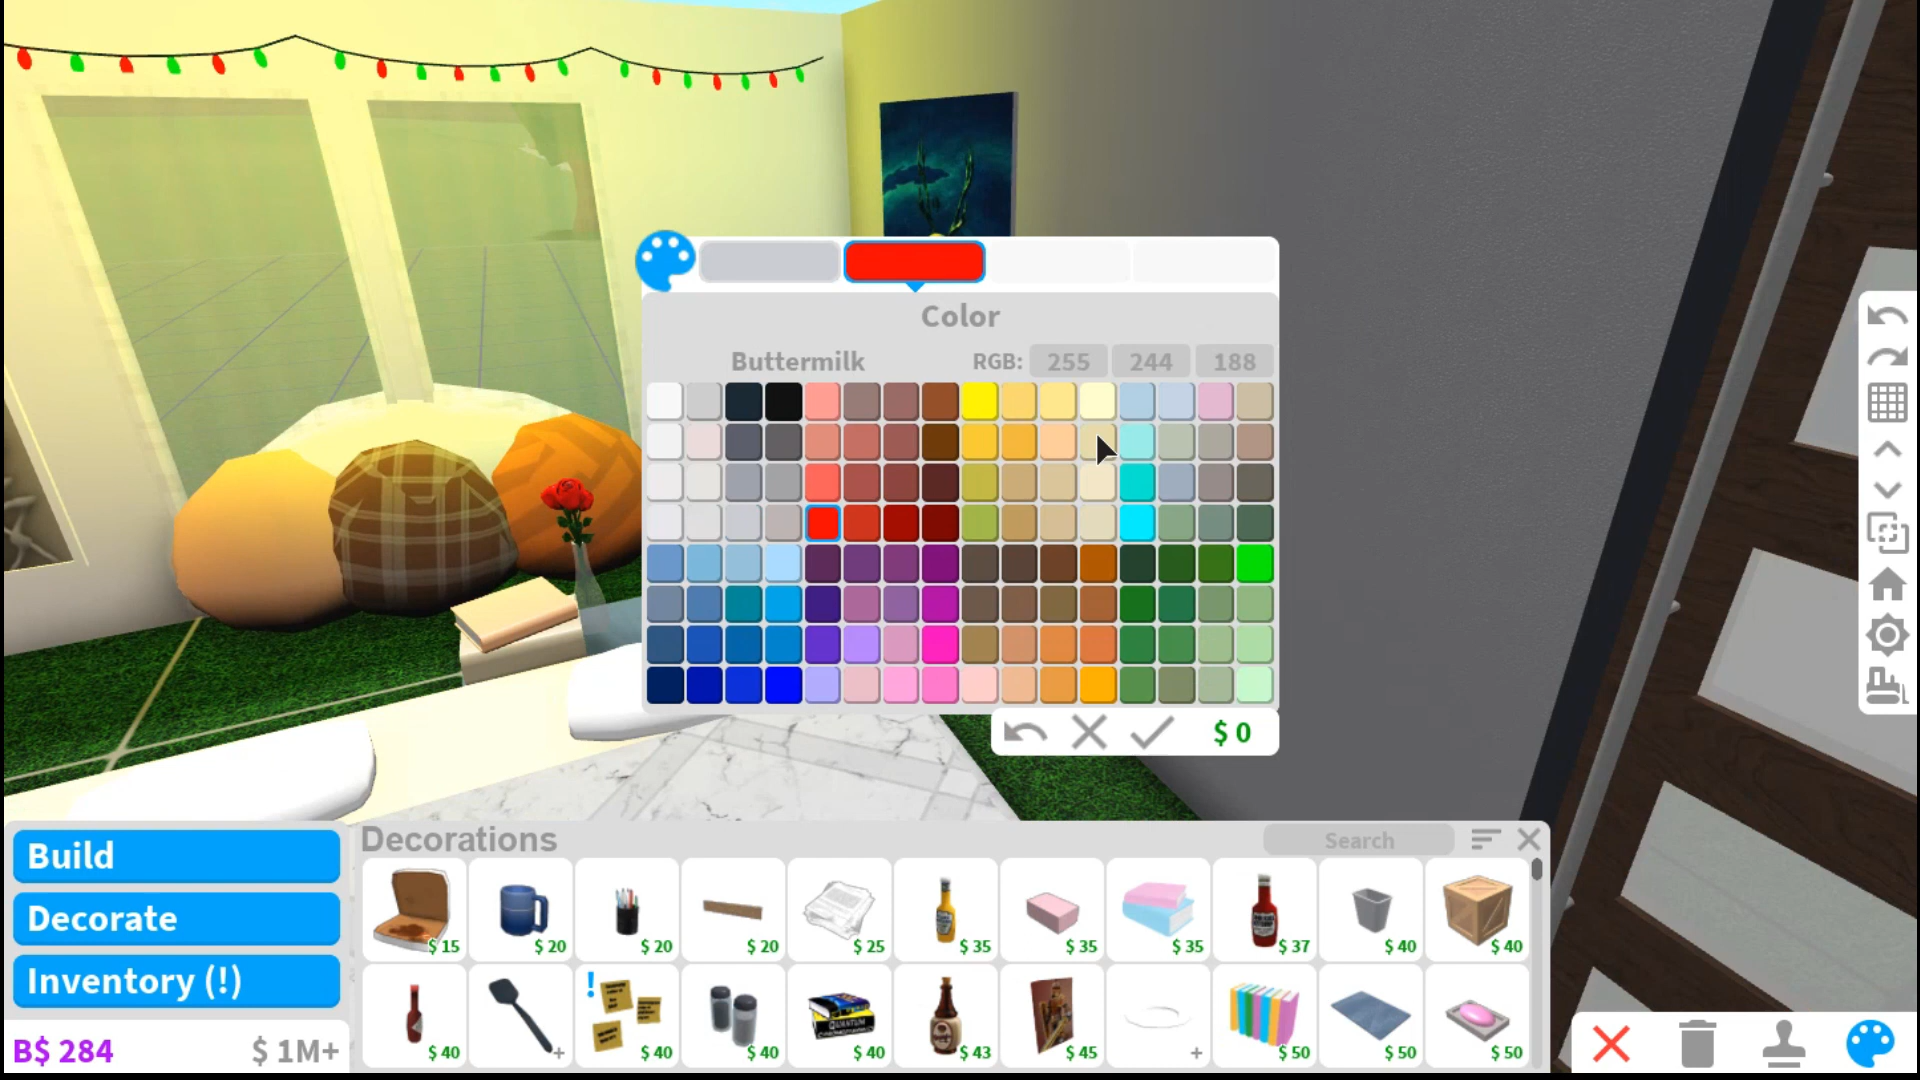 Color
Buttermilk
RGB: 255 244 188
$ 0
Build
Decorate
Inventory (!)
B$ 284
$ 1M+
Decorations
Search
$ 15
$ 20
$ 20
$ 20
$ 25
$ 35
$ 35
$ 35
$ 37
$ 40
$ 40
$ 40
+
!
$ 40
$ 40
QUANTUM
$ 40
$ 43
$ 45
+
$ 50
$ 50
$ 50